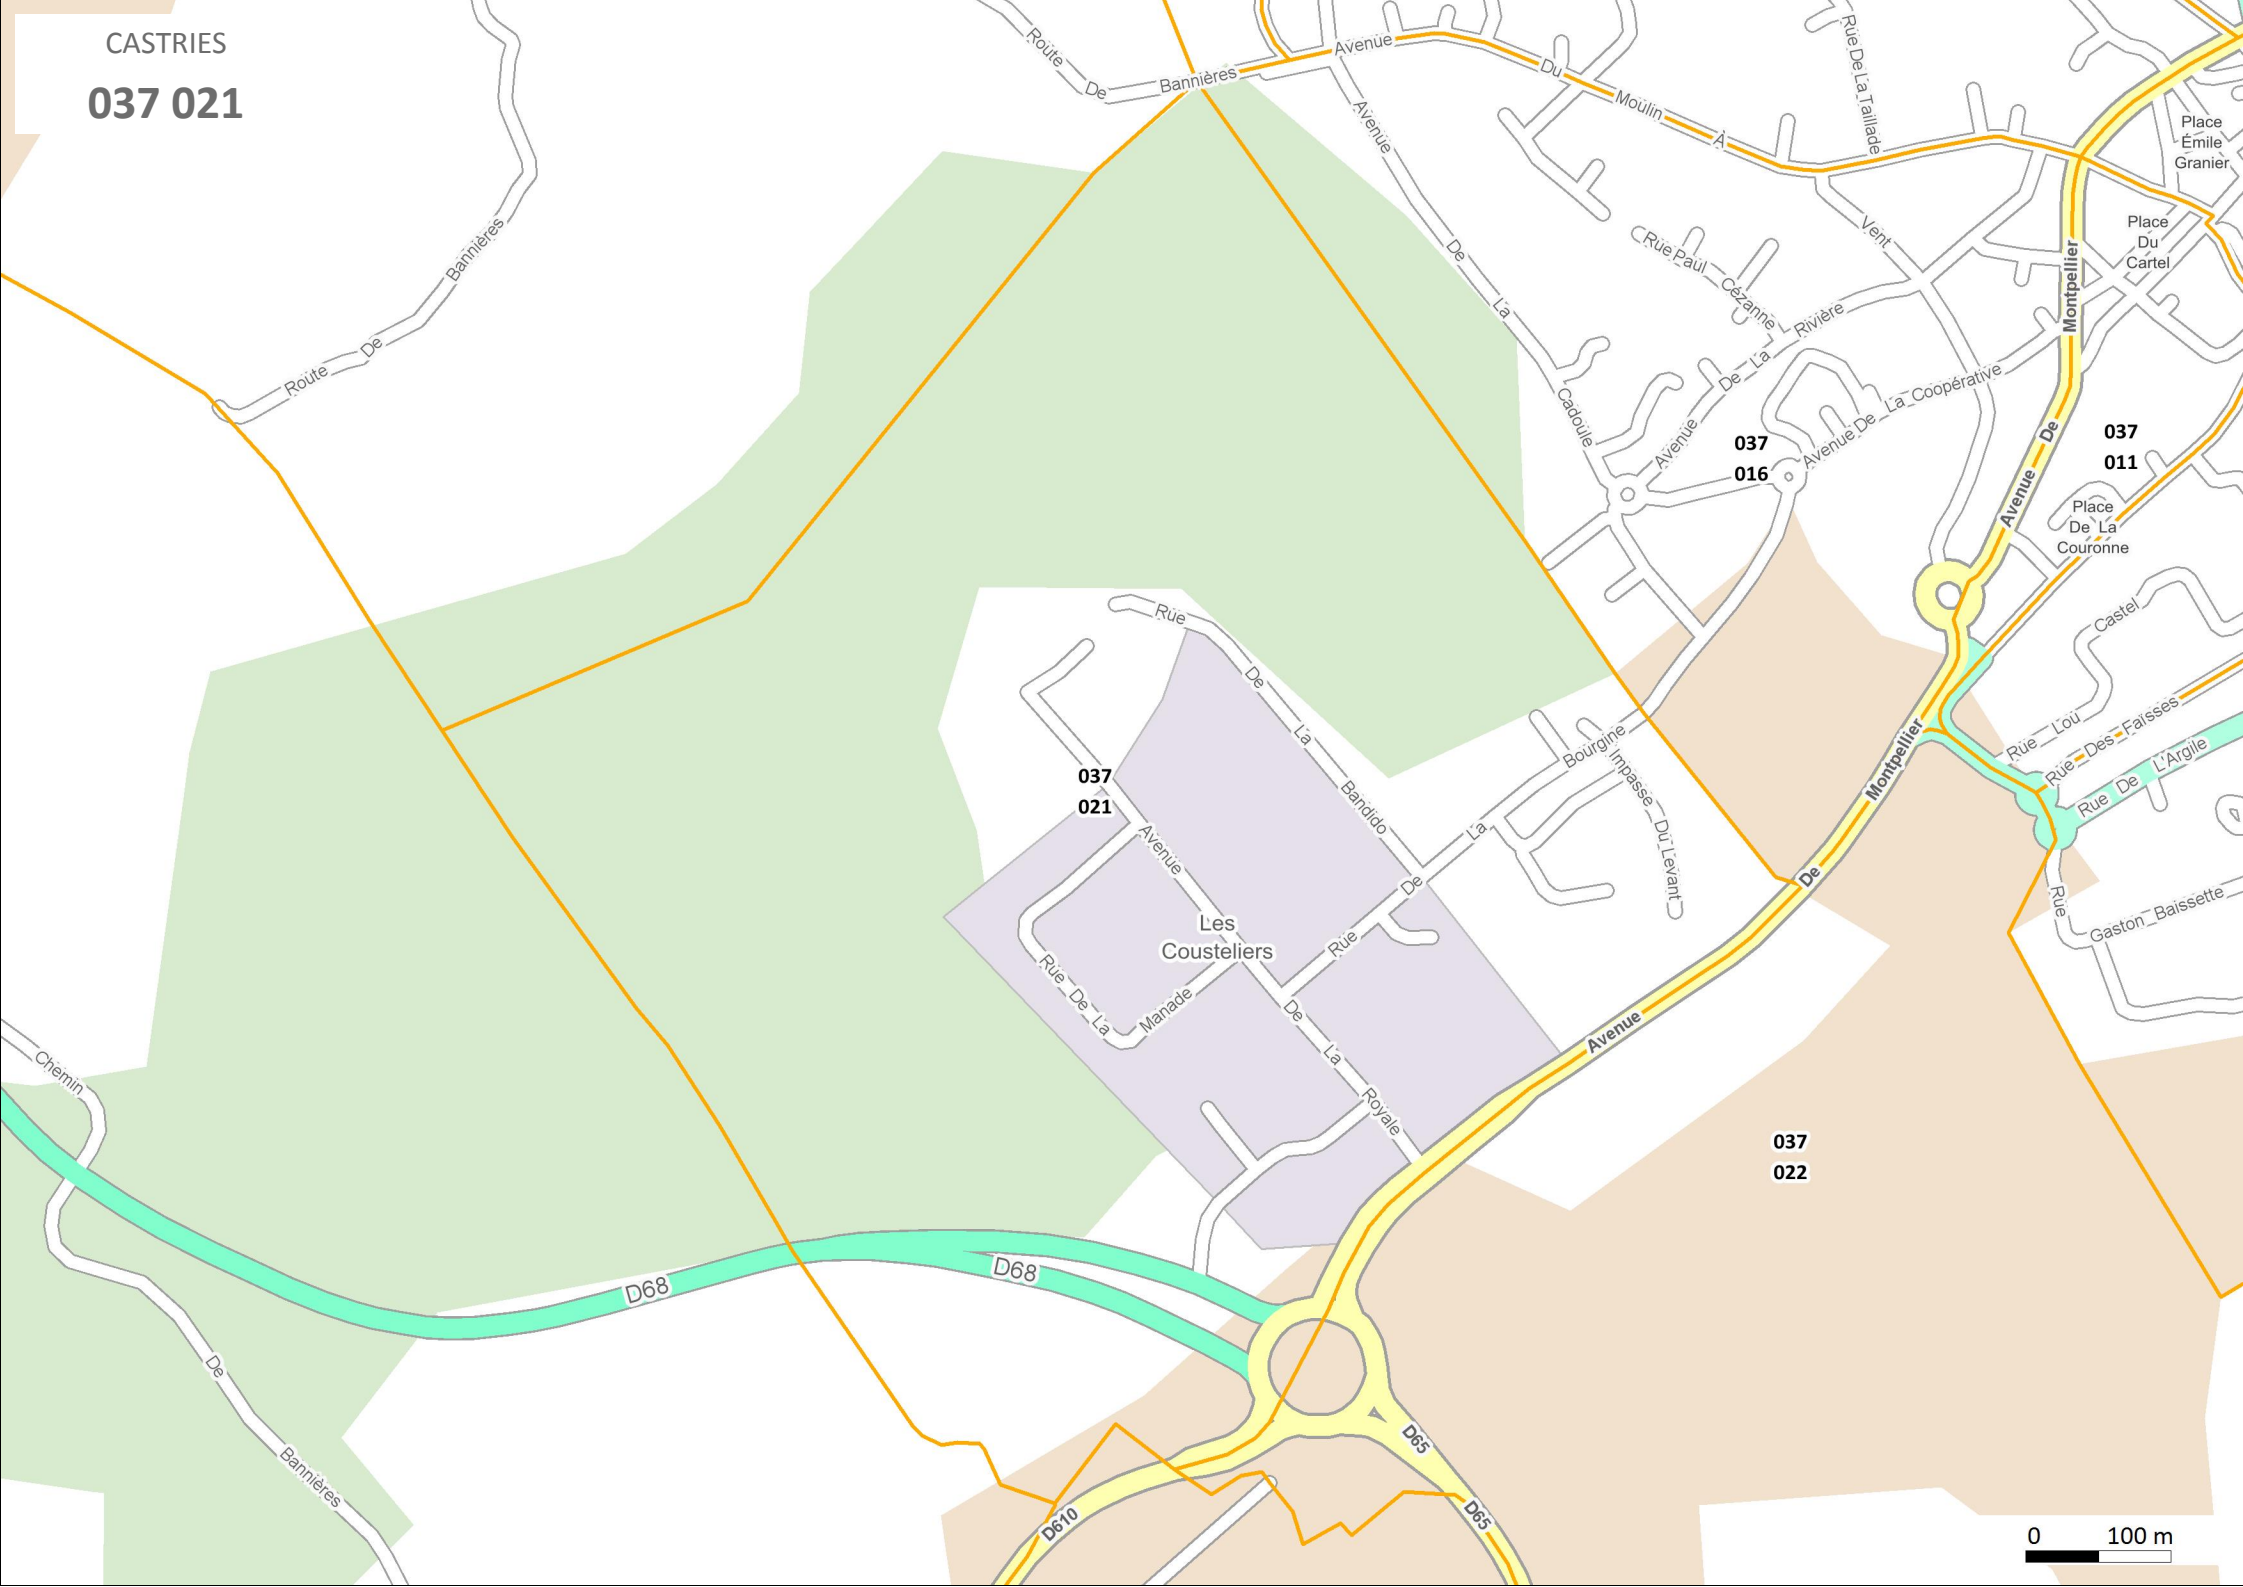 CASTRIES
037 021
Route De Bannières
Avenue Du Moulin À Vent
Rue De La Taillade
Place
Émile
Granier
Place
Du
Cartel
Avenue De La Cadoule
Rue Paul Cézanne
Avenue De La Rivière
Avenue De La Coopérative
Avenue De Montpellier
037
016
037
011
Place
De La
Couronne
Route De Bannières
Rue De La Bandido
Rue Lou Castel
Rue Des Faïsses
Rue De L'Argile
Rue Gaston Baissette
Rue De La Bourgine
Impasse Du Levant
037
021
Avenue De La Royale
Les
Cousteliers
Rue De La Manade
Avenue De Montpellier
037
022
Chemin De Bannières
D68
D68
D65
D65
D610
0 100 m